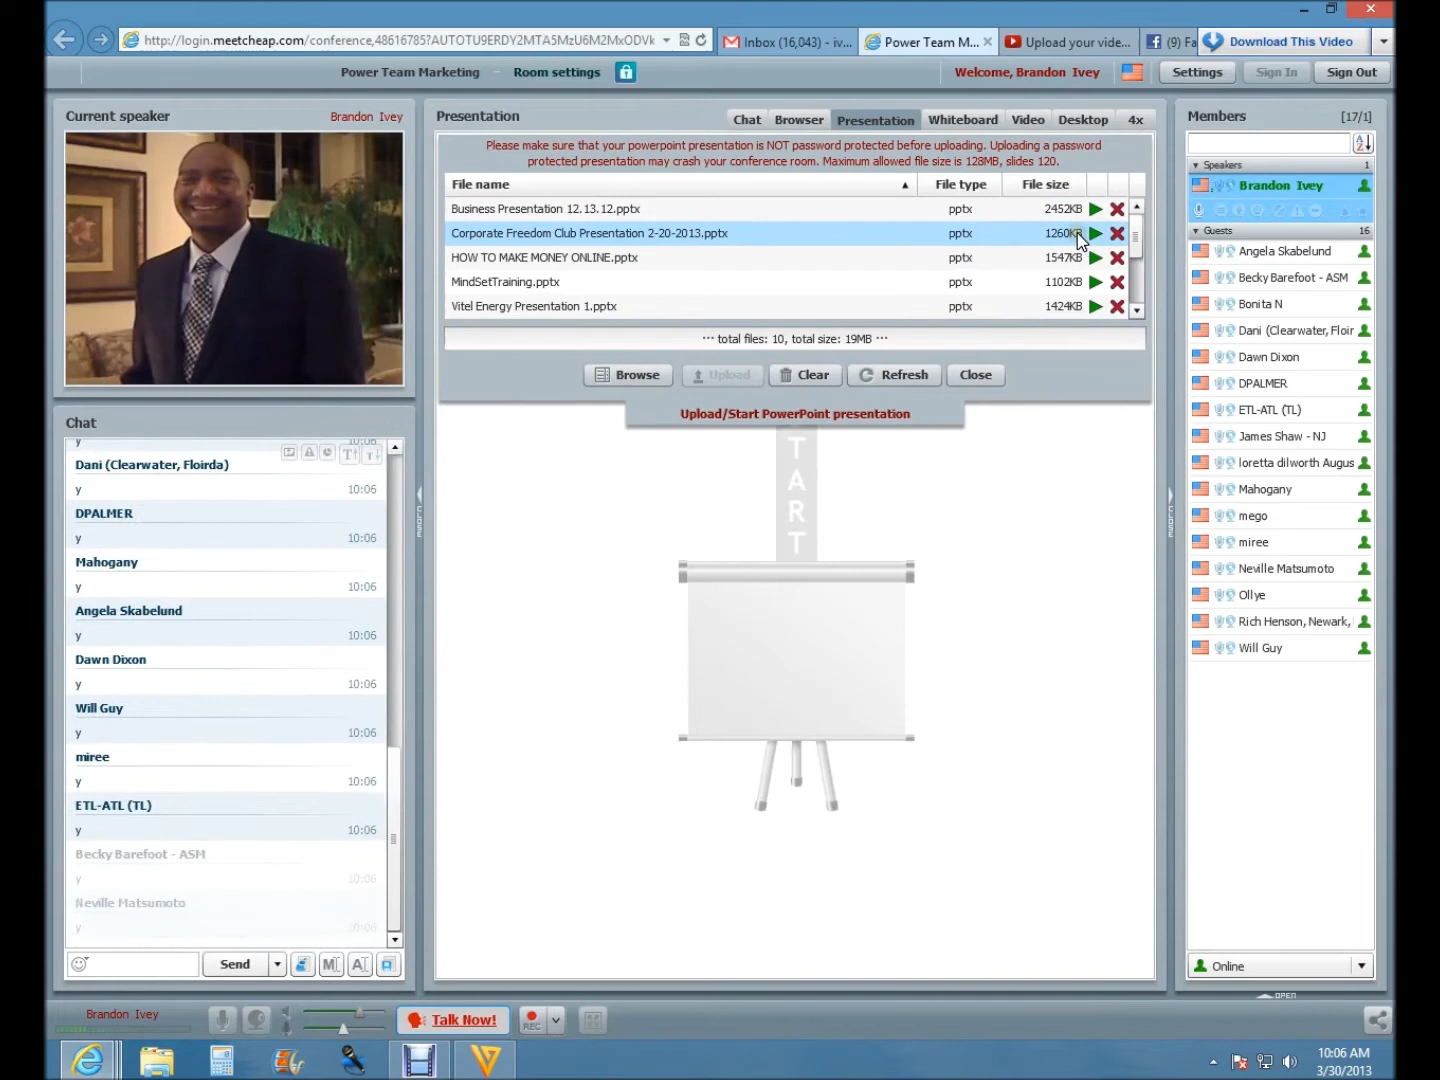 http://login.meetcheap.com/conference,48616785?AUTOTU9ERDY2MTA5MzU6M2MxODVk
Inbox (16,043) - iv...
Power Team M...
Upload your vide...
(9) Fa
Download This Video
Power Team Marketing
Room settings
Welcome, Brandon Ivey
Settings
Sign In
Sign Out
Current speaker
Brandon Ivey
Presentation
Chat
Browser
Presentation
Whiteboard
Video
Desktop
4x
Members
[17/1]
Please make sure that your powerpoint presentation is NOT password protected before uploading. Uploading a password
protected presentation may crash your conference room. Maximum allowed file size is 128MB, slides 120.
File name
File type
File size
Business Presentation 12.13.12.pptx
pptx
2452KB
Corporate Freedom Club Presentation 2-20-2013.pptx
pptx
1260KB
HOW TO MAKE MONEY ONLINE.pptx
pptx
1547KB
MindSetTraining.pptx
pptx
1102KB
Vitel Energy Presentation 1.pptx
pptx
1424KB
··· total files: 10, total size: 19MB ···
Browse
Upload
Clear
Refresh
Close
Upload/Start PowerPoint presentation
T
A
R
T
Speakers
1
Brandon Ivey
Guests
16
Angela Skabelund
Becky Barefoot - ASM
Bonita N
Dani (Clearwater, Floir
Dawn Dixon
DPALMER
ETL-ATL (TL)
James Shaw - NJ
loretta dilworth Augus
Mahogany
mego
miree
Neville Matsumoto
Ollye
Rich Henson, Newark,
Will Guy
Online
OPEN
Chat
y
10:06
Dani (Clearwater, Floirda)
y
10:06
DPALMER
y
10:06
Mahogany
y
10:06
Angela Skabelund
y
10:06
Dawn Dixon
y
10:06
Will Guy
y
10:06
miree
y
10:06
ETL-ATL (TL)
y
10:06
Becky Barefoot - ASM
y
10:06
Neville Matsumoto
y
10:06
Send
Brandon Ivey
Talk Now!
REC
10:06 AM
3/30/2013